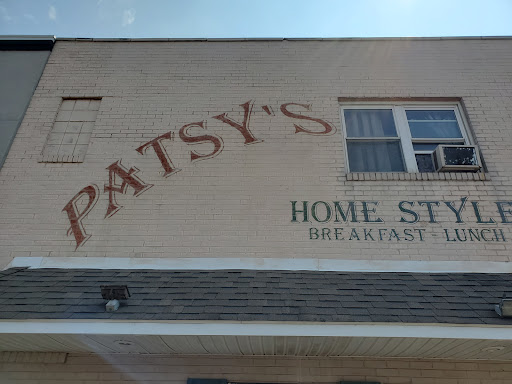 PATSY'S
HOME STYLE
BREAKFAST - LUNCH